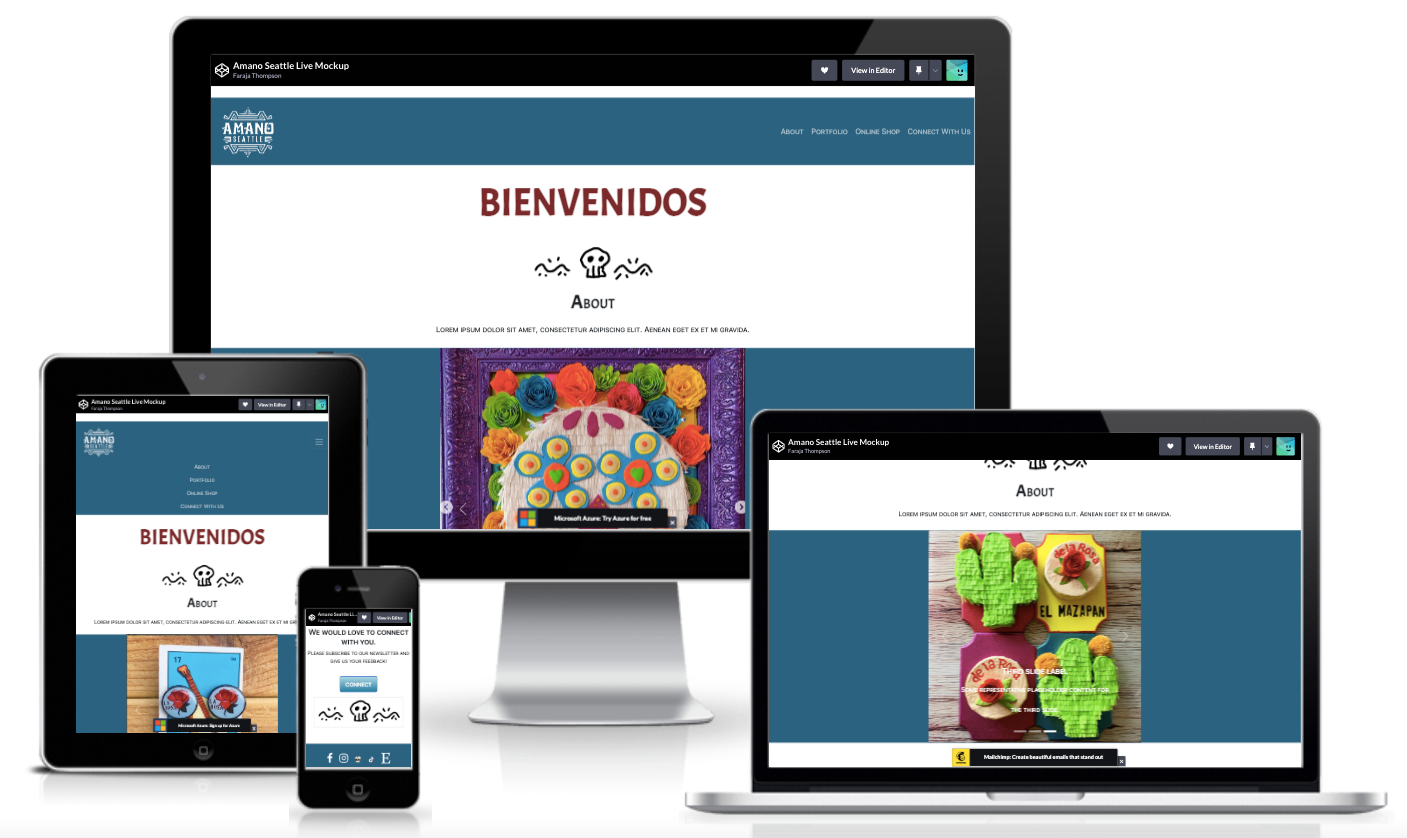 Amano Seattle Live Mockup
Faraja Thompson
View in Editor
AMANO
SEATTLE
About Portfolio Online Shop Connect With Us
BIENVENIDOS
About
Lorem ipsum dolor sit amet, consectetur adipiscing elit. Aenean eget ex et mi gravida.
Microsoft Azure: Try Azure for free
Amano Seattle Live Mockup
Faraja Thompson
View in Editor
AMANO
SEATTLE
About
Portfolio
Online Shop
Connect With Us
BIENVENIDOS
About
Lorem ipsum dolor sit amet, consectetur adipiscing elit. Aenean eget ex et mi gr
17
Microsoft Azure: Sign up for Azure
Amano Seattle Li...
Faraja Thompson
View in Editor
We would love to connect
with you.
Please subscribe to our newsletter and
give us your feedback!
CONNECT
E
Amano Seattle Live Mockup
Faraja Thompson
View in Editor
About
Lorem ipsum dolor sit amet, consectetur adipiscing elit. Aenean eget ex et mi gravida.
de la Rosa
EL MAZAPAN
de la Rosa
Third slide label
Some representative placeholder content for
the third slide.
Mailchimp: Create beautiful emails that stand out